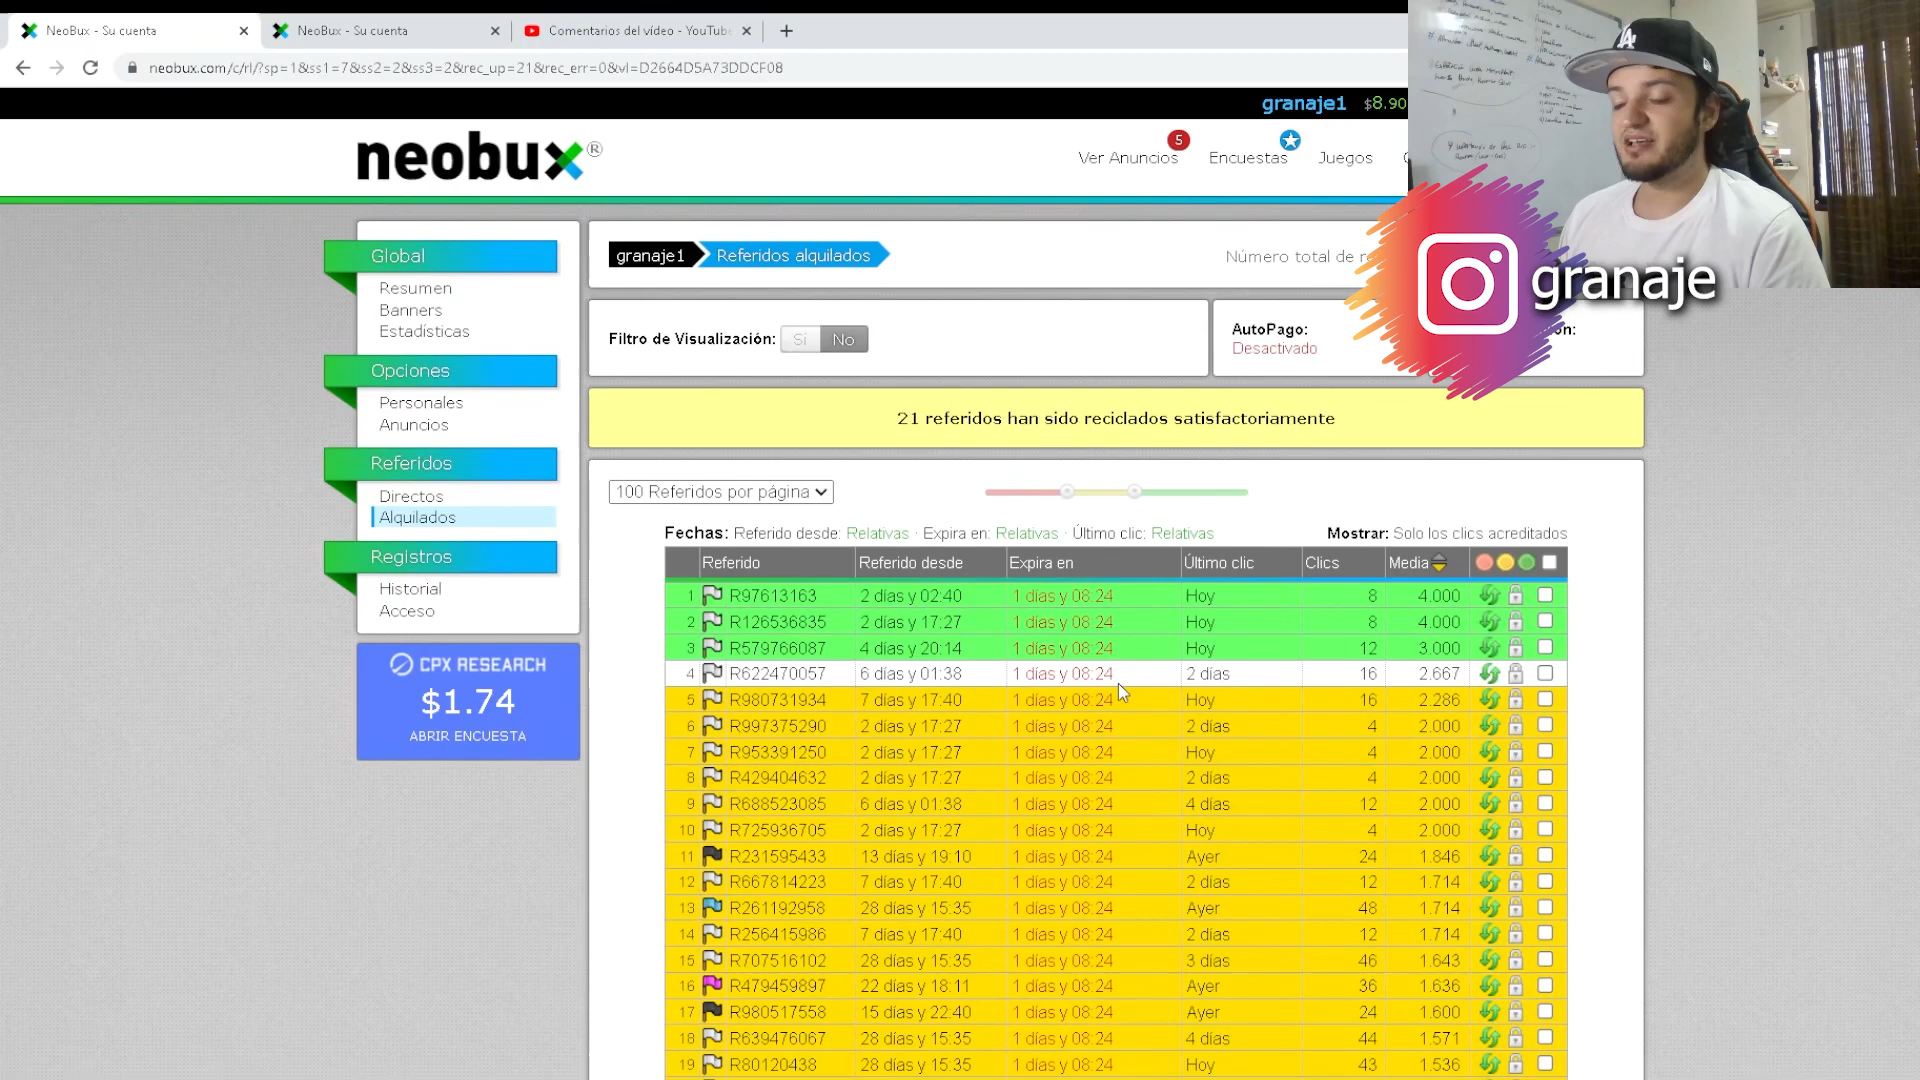 NeoBux - Su cuenta
NeoBux - Su cuenta
Comentarios del vídeo - YouTube
neobux.com/c/rl/?sp=1&ss1=7&ss2=2&ss3=2&rec_up=21&rec_err=0&vl=D2664D5A73DDCF08
granaje1 $8.90
neobux®
Ver Anuncios 5
Encuestas
Juegos
Global
Resumen
Banners
Estadísticas
Opciones
Personales
Anuncios
Referidos
Directos
Alquilados
Registros
Historial
Acceso
CPX RESEARCH
$1.74
ABRIR ENCUESTA
granaje1 Referidos alquilados
Número total de
granaje
Filtro de Visualización: Sí No
AutoPago:
Desactivado
21 referidos han sido reciclados satisfactoriamente
100 Referidos por página
Fechas: Referido desde: Relativas · Expira en: Relativas · Último clic: Relativas
Mostrar: Solo los clics acreditados
Referido Referido desde Expira en Último clic Clics Media
1 R97613163 2 días y 02:40 1 días y 08:24 Hoy 8 4.000
2 R126536835 2 días y 17:27 1 días y 08:24 Hoy 8 4.000
3 R579766087 4 días y 20:14 1 días y 08:24 Hoy 12 3.000
4 R622470057 6 días y 01:38 1 días y 08:24 2 días 16 2.667
5 R980731934 7 días y 17:40 1 días y 08:24 Hoy 16 2.286
6 R997375290 2 días y 17:27 1 días y 08:24 2 días 4 2.000
7 R953391250 2 días y 17:27 1 días y 08:24 Hoy 4 2.000
8 R429404632 2 días y 17:27 1 días y 08:24 2 días 4 2.000
9 R688523085 6 días y 01:38 1 días y 08:24 4 días 12 2.000
10 R725936705 2 días y 17:27 1 días y 08:24 Hoy 4 2.000
11 R231595433 13 días y 19:10 1 días y 08:24 Ayer 24 1.846
12 R667814223 7 días y 17:40 1 días y 08:24 2 días 12 1.714
13 R261192958 28 días y 15:35 1 días y 08:24 Ayer 48 1.714
14 R256415986 7 días y 17:40 1 días y 08:24 2 días 12 1.714
15 R707516102 28 días y 15:35 1 días y 08:24 3 días 46 1.643
16 R479459897 22 días y 18:11 1 días y 08:24 Ayer 36 1.636
17 R980517558 15 días y 22:40 1 días y 08:24 Ayer 24 1.600
18 R639476067 28 días y 15:35 1 días y 08:24 4 días 44 1.571
19 R80120438 28 días y 15:35 1 días y 08:24 Hoy 43 1.536